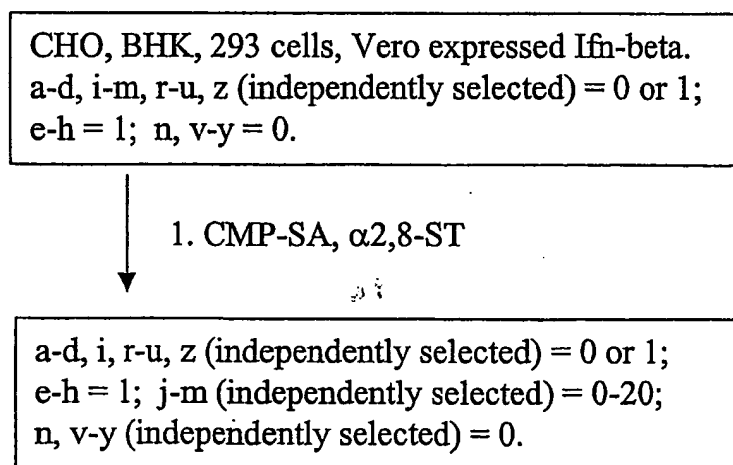 CHO, BHK, 293 cells, Vero expressed Ifn-beta.
a-d, i-m, r-u, z (independently selected) = 0 or 1;
e-h = 1; n, v-y = 0.
1. CMP-SA, α2,8-ST
a-d, i, r-u, z (independently selected) = 0 or 1;
e-h = 1; j-m (independently selected) = 0-20;
n, v-y (independently selected) = 0.